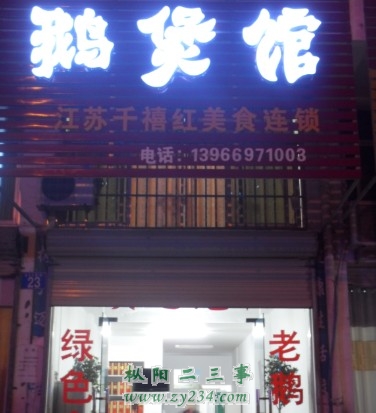 鹅煲馆
江苏千禧红美食连锁
电话:13966971003
23
绿色
老鹅
枞阳二三事
www.zy234.com